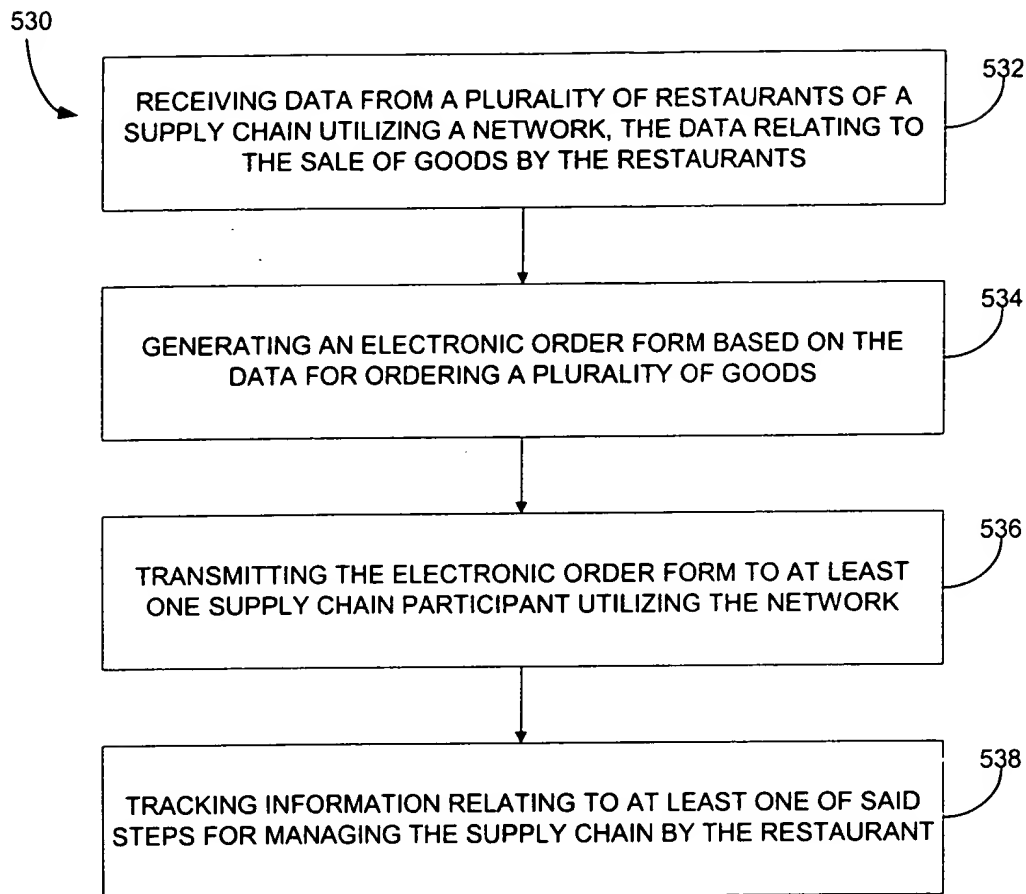 530
532
RECEIVING DATA FROM A PLURALITY OF RESTAURANTS OF A
SUPPLY CHAIN UTILIZING A NETWORK, THE DATA RELATING TO
THE SALE OF GOODS BY THE RESTAURANTS
534
GENERATING AN ELECTRONIC ORDER FORM BASED ON THE
DATA FOR ORDERING A PLURALITY OF GOODS
536
TRANSMITTING THE ELECTRONIC ORDER FORM TO AT LEAST
ONE SUPPLY CHAIN PARTICIPANT UTILIZING THE NETWORK
538
TRACKING INFORMATION RELATING TO AT LEAST ONE OF SAID
STEPS FOR MANAGING THE SUPPLY CHAIN BY THE RESTAURANT